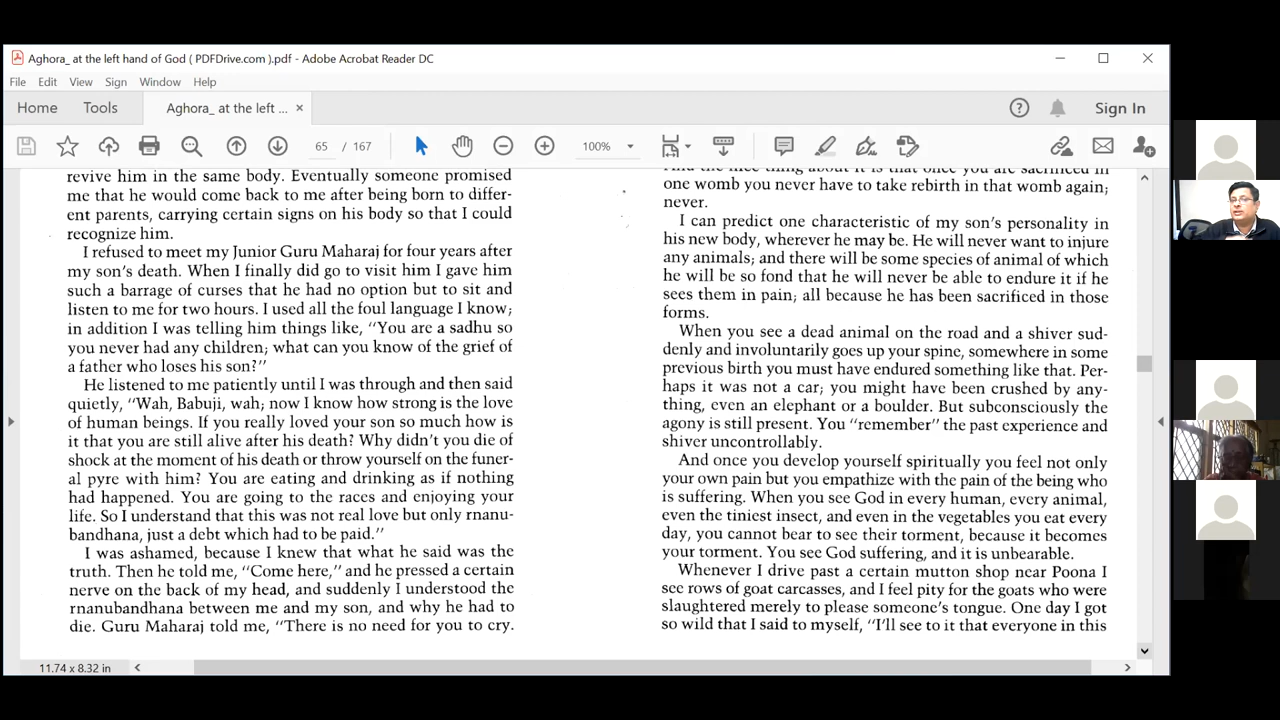 Aghora_ at the left hand of God ( PDFDrive.com ).pdf - Adobe Acrobat Reader DC
File Edit View Sign Window Help
Home Tools Aghora_ at the left ... × Sign In
65 / 167 100%
revive him in the same body. Eventually someone promised
me that he would come back to me after being born to differ-
ent parents, carrying certain signs on his body so that I could
recognize him.
I refused to meet my Junior Guru Maharaj for four years after
my son's death. When I finally did go to visit him I gave him
such a barrage of curses that he had no option but to sit and
listen to me for two hours. I used all the foul language I know;
in addition I was telling him things like, "You are a sadhu so
you never had any children; what can you know of the grief of
a father who loses his son?"
He listened to me patiently until I was through and then said
quietly, "Wah, Babuji, wah; now I know how strong is the love
of human beings. If you really loved your son so much how is
it that you are still alive after his death? Why didn't you die of
shock at the moment of his death or throw yourself on the funer-
al pyre with him? You are eating and drinking as if nothing
had happened. You are going to the races and enjoying your
life. So I understand that this was not real love but only rnanu-
bandhana, just a debt which had to be paid."
I was ashamed, because I knew that what he said was the
truth. Then he told me, "Come here," and he pressed a certain
nerve on the back of my head, and suddenly I understood the
rnanubandhana between me and my son, and why he had to
die. Guru Maharaj told me, "There is no need for you to cry.
And the nice thing about it is that once you are sacrificed in
one womb you never have to take rebirth in that womb again;
never.
I can predict one characteristic of my son's personality in
his new body, wherever he may be. He will never want to injure
any animals; and there will be some species of animal of which
he will be so fond that he will never be able to endure it if he
sees them in pain; all because he has been sacrificed in those
forms.
When you see a dead animal on the road and a shiver sud-
denly and involuntarily goes up your spine, somewhere in some
previous birth you must have endured something like that. Per-
haps it was not a car; you might have been crushed by any-
thing, even an elephant or a boulder. But subconsciously the
agony is still present. You "remember" the past experience and
shiver uncontrollably.
And once you develop yourself spiritually you feel not only
your own pain but you empathize with the pain of the being who
is suffering. When you see God in every human, every animal,
even the tiniest insect, and even in the vegetables you eat every
day, you cannot bear to see their torment, because it becomes
your torment. You see God suffering, and it is unbearable.
Whenever I drive past a certain mutton shop near Poona I
see rows of goat carcasses, and I feel pity for the goats who were
slaughtered merely to please someone's tongue. One day I got
so wild that I said to myself, "I'll see to it that everyone in this
11.74 x 8.32 in